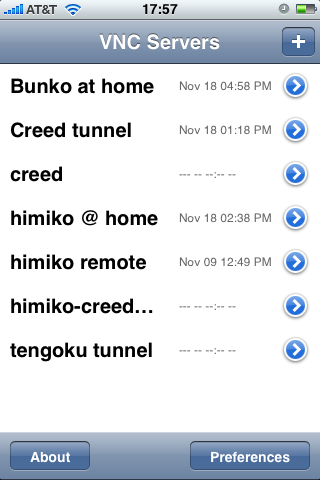 AT&T 17:57
VNC Servers +
Bunko at home Nov 18 04:58 PM
Creed tunnel Nov 18 01:18 PM
creed --- -- --:-- --
himiko @ home Nov 18 02:38 PM
himiko remote Nov 09 12:49 PM
himiko-creed... --- -- --:-- --
tengoku tunnel --- -- --:-- --
About Preferences